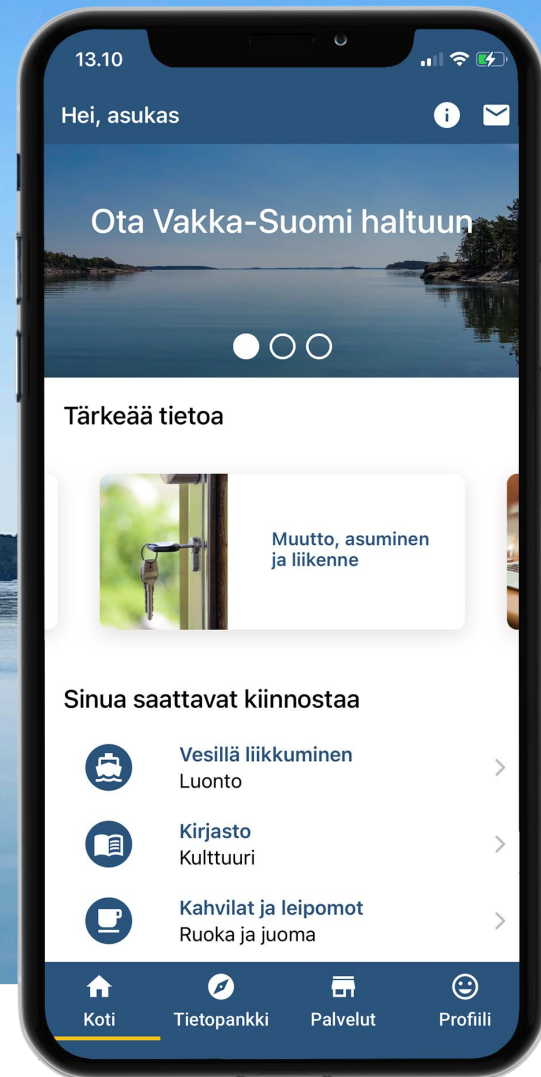 13.10
Hei, asukas
Ota Vakka-Suomi haltuun
Tärkeää tietoa
Muutto, asuminen
ja liikenne
Sinua saattavat kiinnostaa
Vesillä liikkuminen
Luonto
Kirjasto
Kulttuuri
Kahvilat ja leipomot
Ruoka ja juoma
Koti Tietopankki Palvelut Profiili